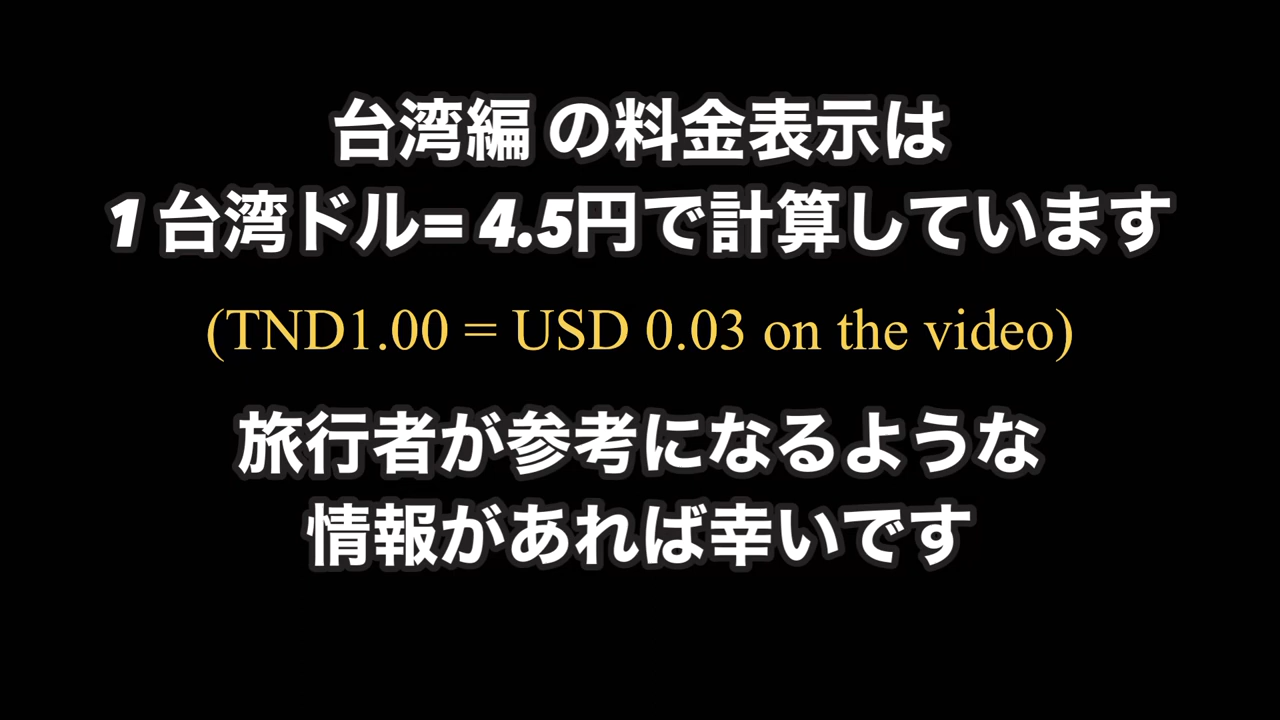 台湾編 の料金表示は
1 台湾ドル= 4.5円で計算しています
(TND1.00 = USD 0.03 on the video)
旅行者が参考になるような
情報があれば幸いです